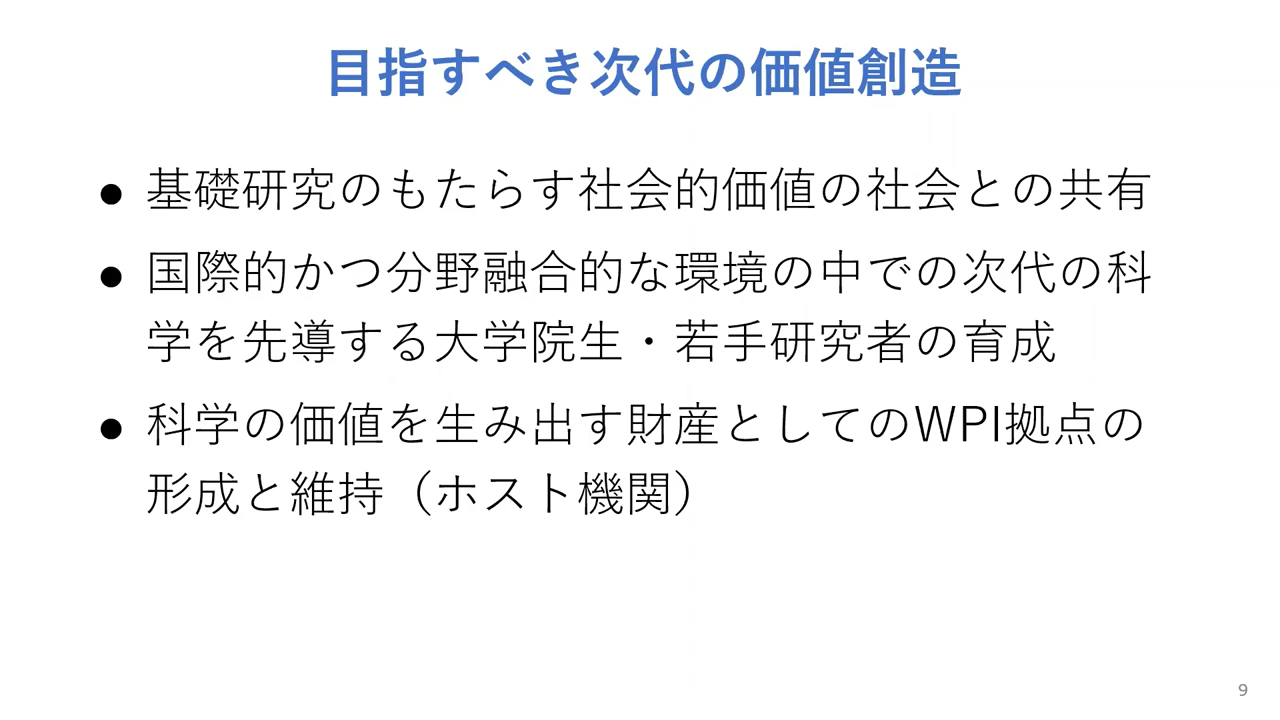 目指すべき次代の価値創造
● 基礎研究のもたらす社会的価値の社会との共有
● 国際的かつ分野融合的な環境の中での次代の科
学を先導する大学院生・若手研究者の育成
● 科学の価値を生み出す財産としてのWPI拠点の
形成と維持（ホスト機関）
9